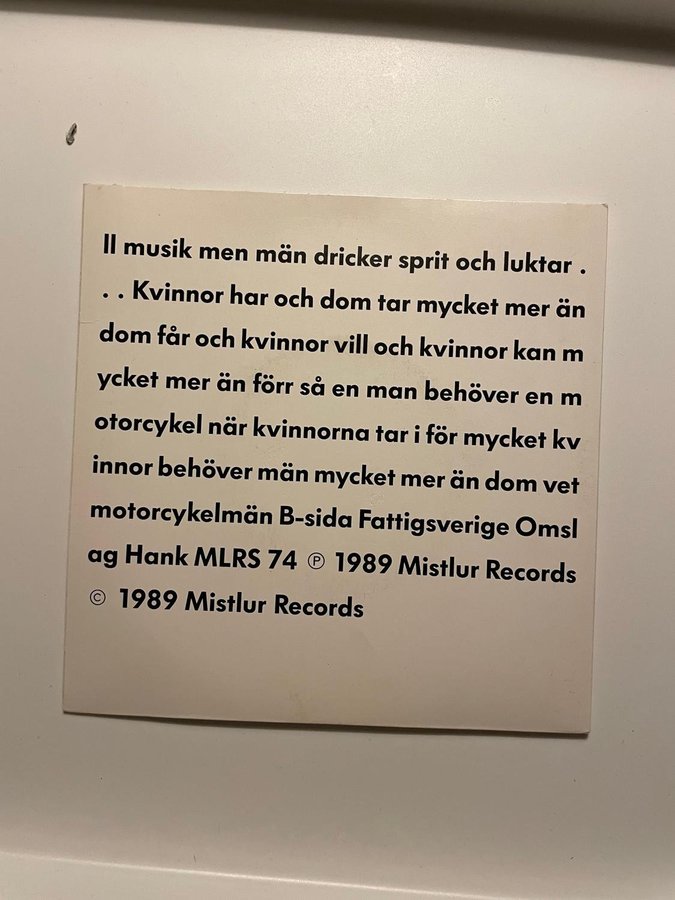 ll musik men män dricker sprit och luktar .
. . Kvinnor har och dom tar mycket mer än
dom får och kvinnor vill och kvinnor kan m
ycket mer än förr så en man behöver en m
otorcykel när kvinnorna tar i för mycket kv
innor behöver män mycket mer än dom vet
motorcykelmän B-sida Fattigsverige Omsl
ag Hank MLRS 74 ℗ 1989 Mistlur Records
© 1989 Mistlur Records